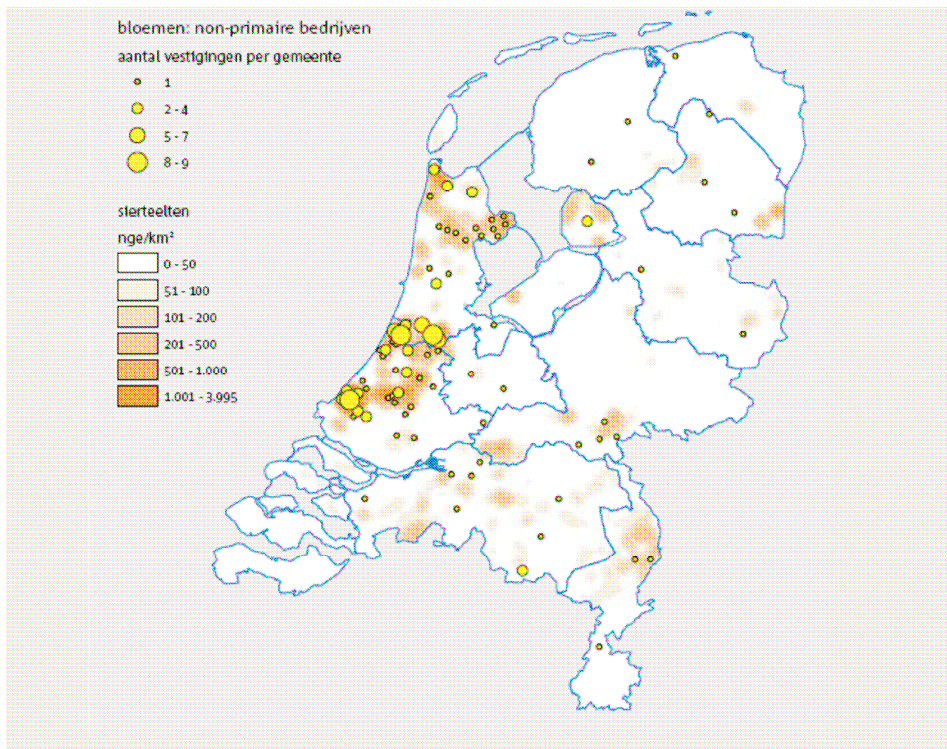 bloemen: non-primaire bedrijven
aantal vestigingen per gemeente
1
2 - 4
5 - 7
8 - 9
sierteelten
nge/km²
0 - 50
51 - 100
101 - 200
201 - 500
501 - 1.000
1.001 - 3.995